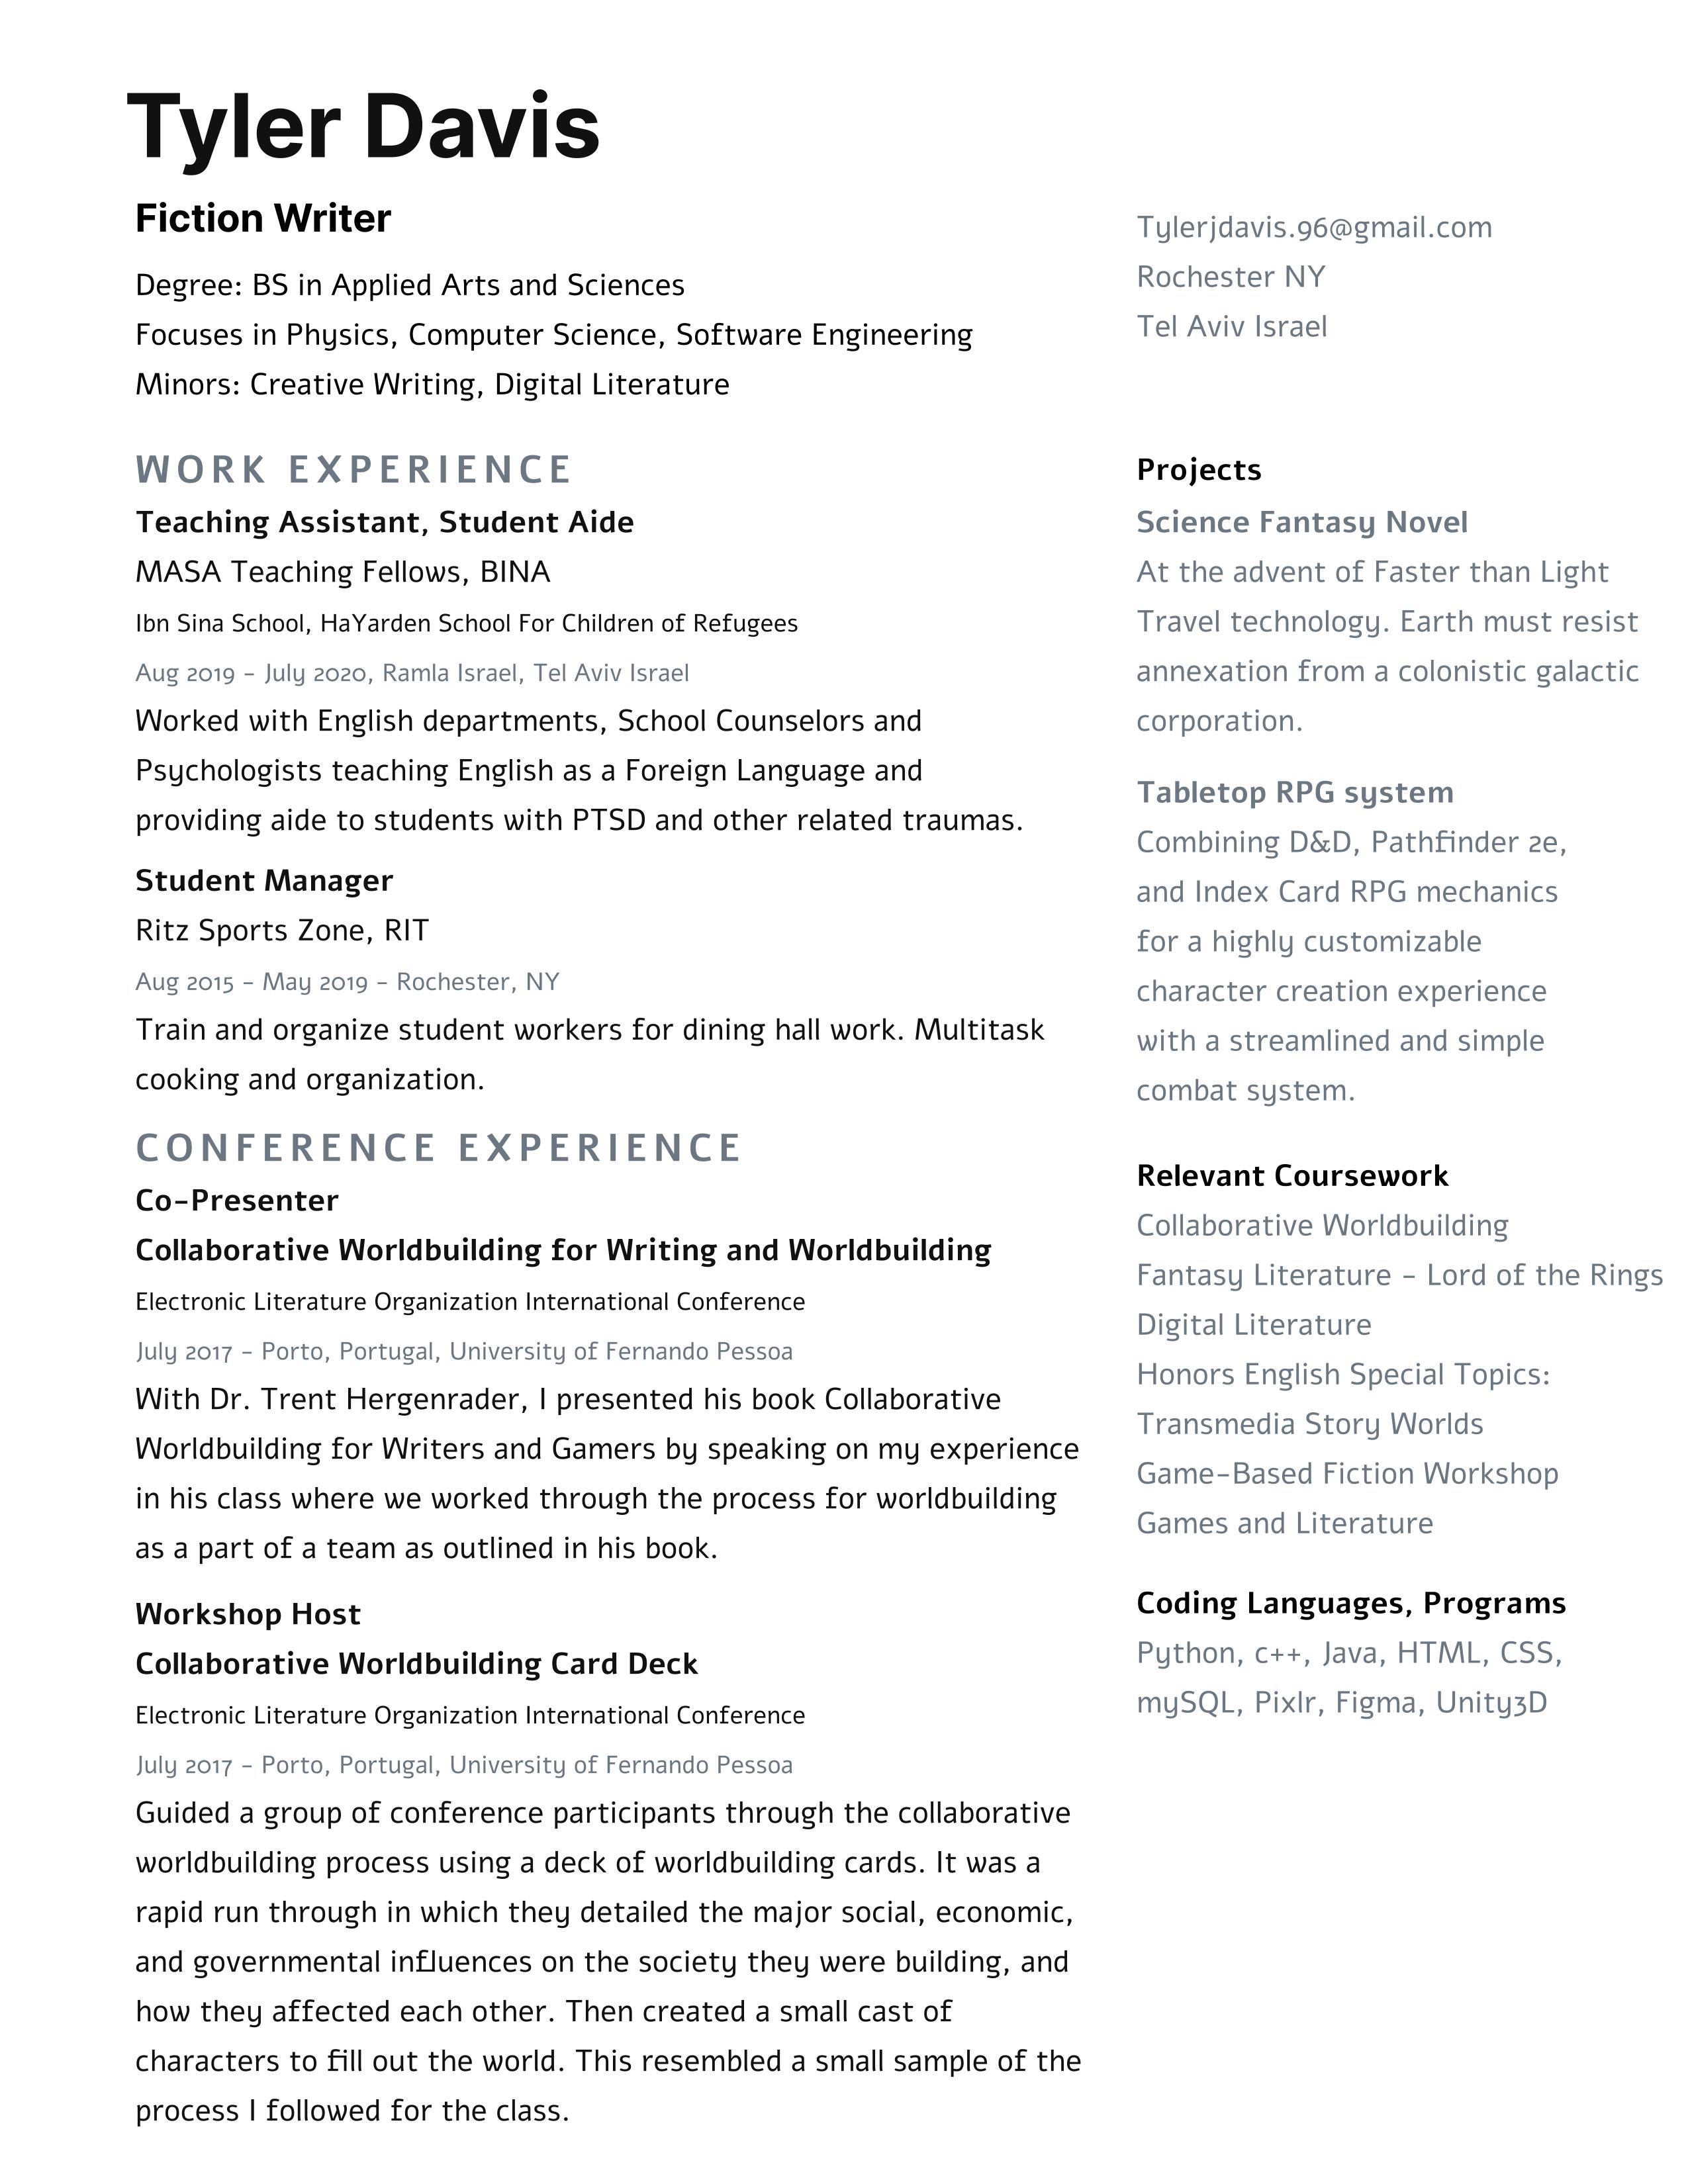 Tyler Davis
Fiction Writer
Degree: BS in Applied Arts and Sciences
Focuses in Physics, Computer Science, Software Engineering
Minors: Creative Writing, Digital Literature
WORK EXPERIENCE
Teaching Assistant, Student Aide
MASA Teaching Fellows, BINA
Ibn Sina School, HaYarden School For Children of Refugees
Aug 2019 - July 2020, Ramla Israel, Tel Aviv Israel
Worked with English departments, School Counselors and
Psychologists teaching English as a Foreign Language and
providing aide to students with PTSD and other related traumas.
Student Manager
Ritz Sports Zone, RIT
Aug 2015 - May 2019 - Rochester, NY
Train and organize student workers for dining hall work. Multitask
cooking and organization.
CONFERENCE EXPERIENCE
Co-Presenter
Collaborative Worldbuilding for Writing and Worldbuilding
Electronic Literature Organization International Conference
July 2017 - Porto, Portugal, University of Fernando Pessoa
With Dr. Trent Hergenrader, I presented his book Collaborative
Worldbuilding for Writers and Gamers by speaking on my experience
in his class where we worked through the process for worldbuilding
as a part of a team as outlined in his book.
Workshop Host
Collaborative Worldbuilding Card Deck
Electronic Literature Organization International Conference
July 2017 - Porto, Portugal, University of Fernando Pessoa
Guided a group of conference participants through the collaborative
worldbuilding process using a deck of worldbuilding cards. It was a
rapid run through in which they detailed the major social, economic,
and governmental influences on the society they were building, and
how they affected each other. Then created a small cast of
characters to fill out the world. This resembled a small sample of the
process I followed for the class.
Tylerjdavis.96@gmail.com
Rochester NY
Tel Aviv Israel
Projects
Science Fantasy Novel
At the advent of Faster than Light
Travel technology. Earth must resist
annexation from a colonistic galactic
corporation.
Tabletop RPG system
Combining D&D, Pathfinder 2e,
and Index Card RPG mechanics
for a highly customizable
character creation experience
with a streamlined and simple
combat system.
Relevant Coursework
Collaborative Worldbuilding
Fantasy Literature - Lord of the Rings
Digital Literature
Honors English Special Topics:
Transmedia Story Worlds
Game-Based Fiction Workshop
Games and Literature
Coding Languages, Programs
Python, c++, Java, HTML, CSS,
mySQL, Pixlr, Figma, Unity3D